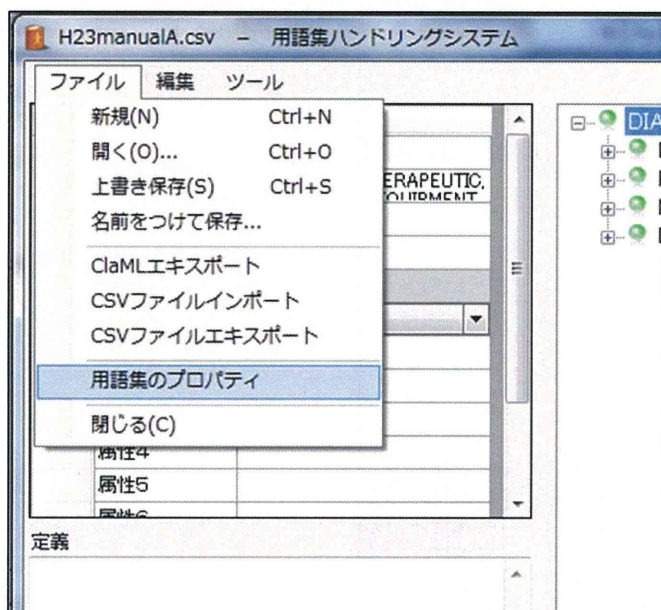 H23manualA.csv － 用語集ハンドリングシステム
ファイル 編集 ツール
新規(N) Ctrl+N
開く(O)... Ctrl+O
上書き保存(S) Ctrl+S
名前をつけて保存...
ClaMLエキスポート
CSVファイルインポート
CSVファイルエキスポート
用語集のプロパティ
閉じる(C)
ERAPEUTIC,
属性4
属性5
定義
DIA